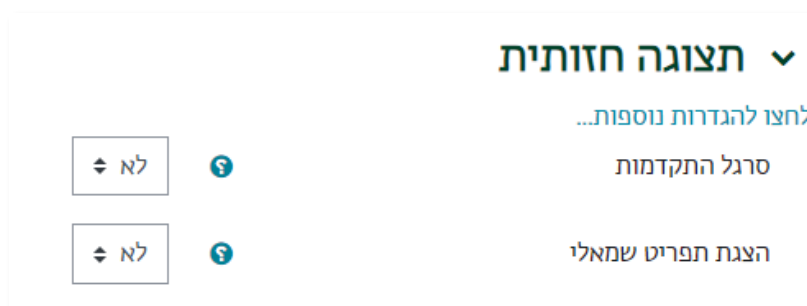 תצוגה חזותית
לחצו להגדרות נוספות...
סרגל התקדמות
לא
הצגת תפריט שמאלי
לא